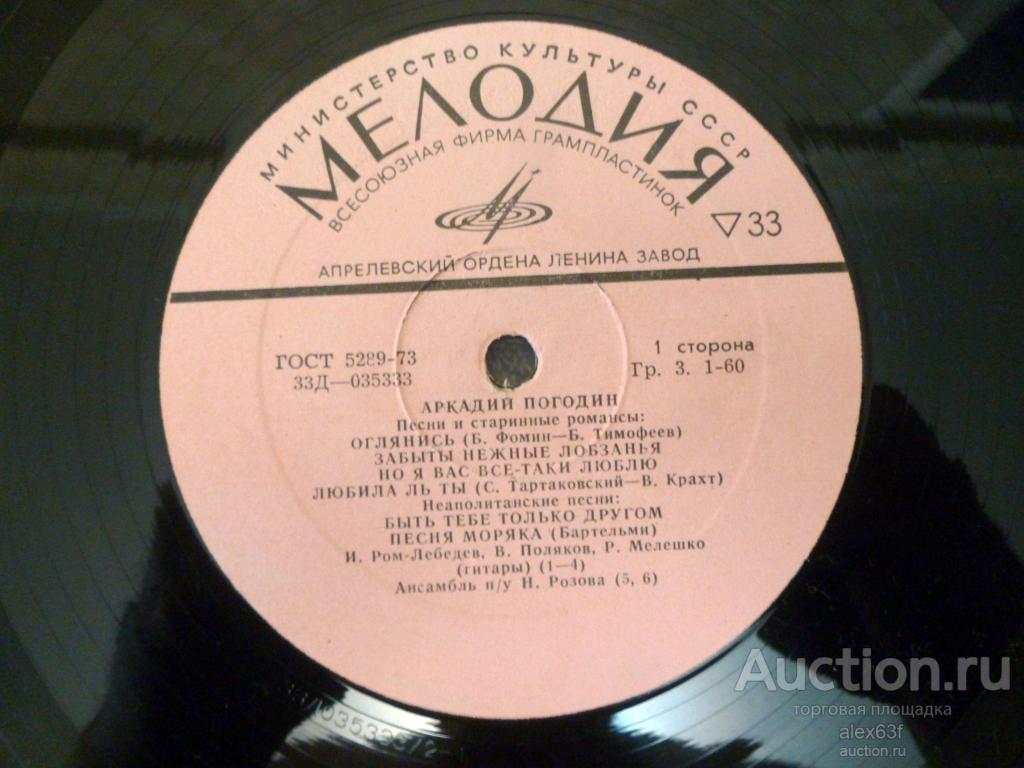 МИНИСТЕРСТВО КУЛЬТУРЫ СССР
МЕЛОДИЯ
ВСЕСОЮЗНАЯ ФИРМА ГРАМПЛАСТИНОК
▽33
АПРЕЛЕВСКИЙ ОРДЕНА ЛЕНИНА ЗАВОД
ГОСТ 5289-73
33Д—035333
1 сторона
Гр. 3. 1-60
АРКАДИЙ ПОГОДИН
Песни и старинные романсы:
ОГЛЯНИСЬ (Б. Фомин—Б. Тимофеев)
ЗАБЫТЫ НЕЖНЫЕ ЛОБЗАНЬЯ
НО Я ВАС ВСЕ-ТАКИ ЛЮБЛЮ
ЛЮБИЛА ЛЬ ТЫ (С. Тартаковский—В. Крахт)
Неаполитанские песни:
БЫТЬ ТЕБЕ ТОЛЬКО ДРУГОМ
ПЕСНЯ МОРЯКА (Бартельми)
И. Ром-Лебедев, В. Поляков, Р. Мелешко
(гитары) (1—4)
Ансамбль п/у Н. Розова (5, 6)
Auction.ru
торговая площадка
alex63f
auction.ru